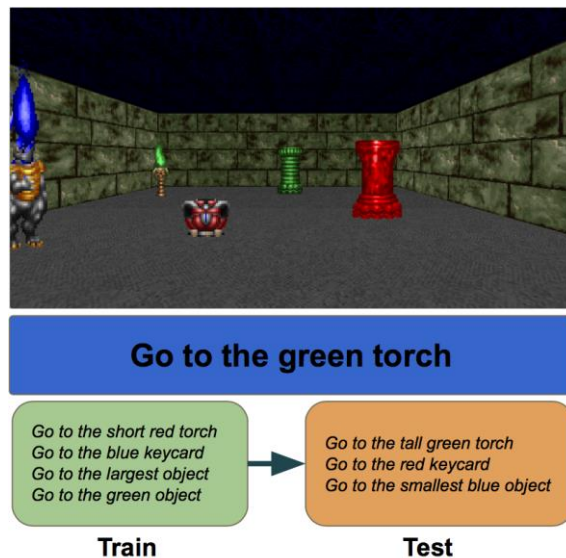 Go to the green torch
Go to the short red torch
Go to the blue keycard
Go to the largest object
Go to the green object
Go to the tall green torch
Go to the red keycard
Go to the smallest blue object
Train
Test